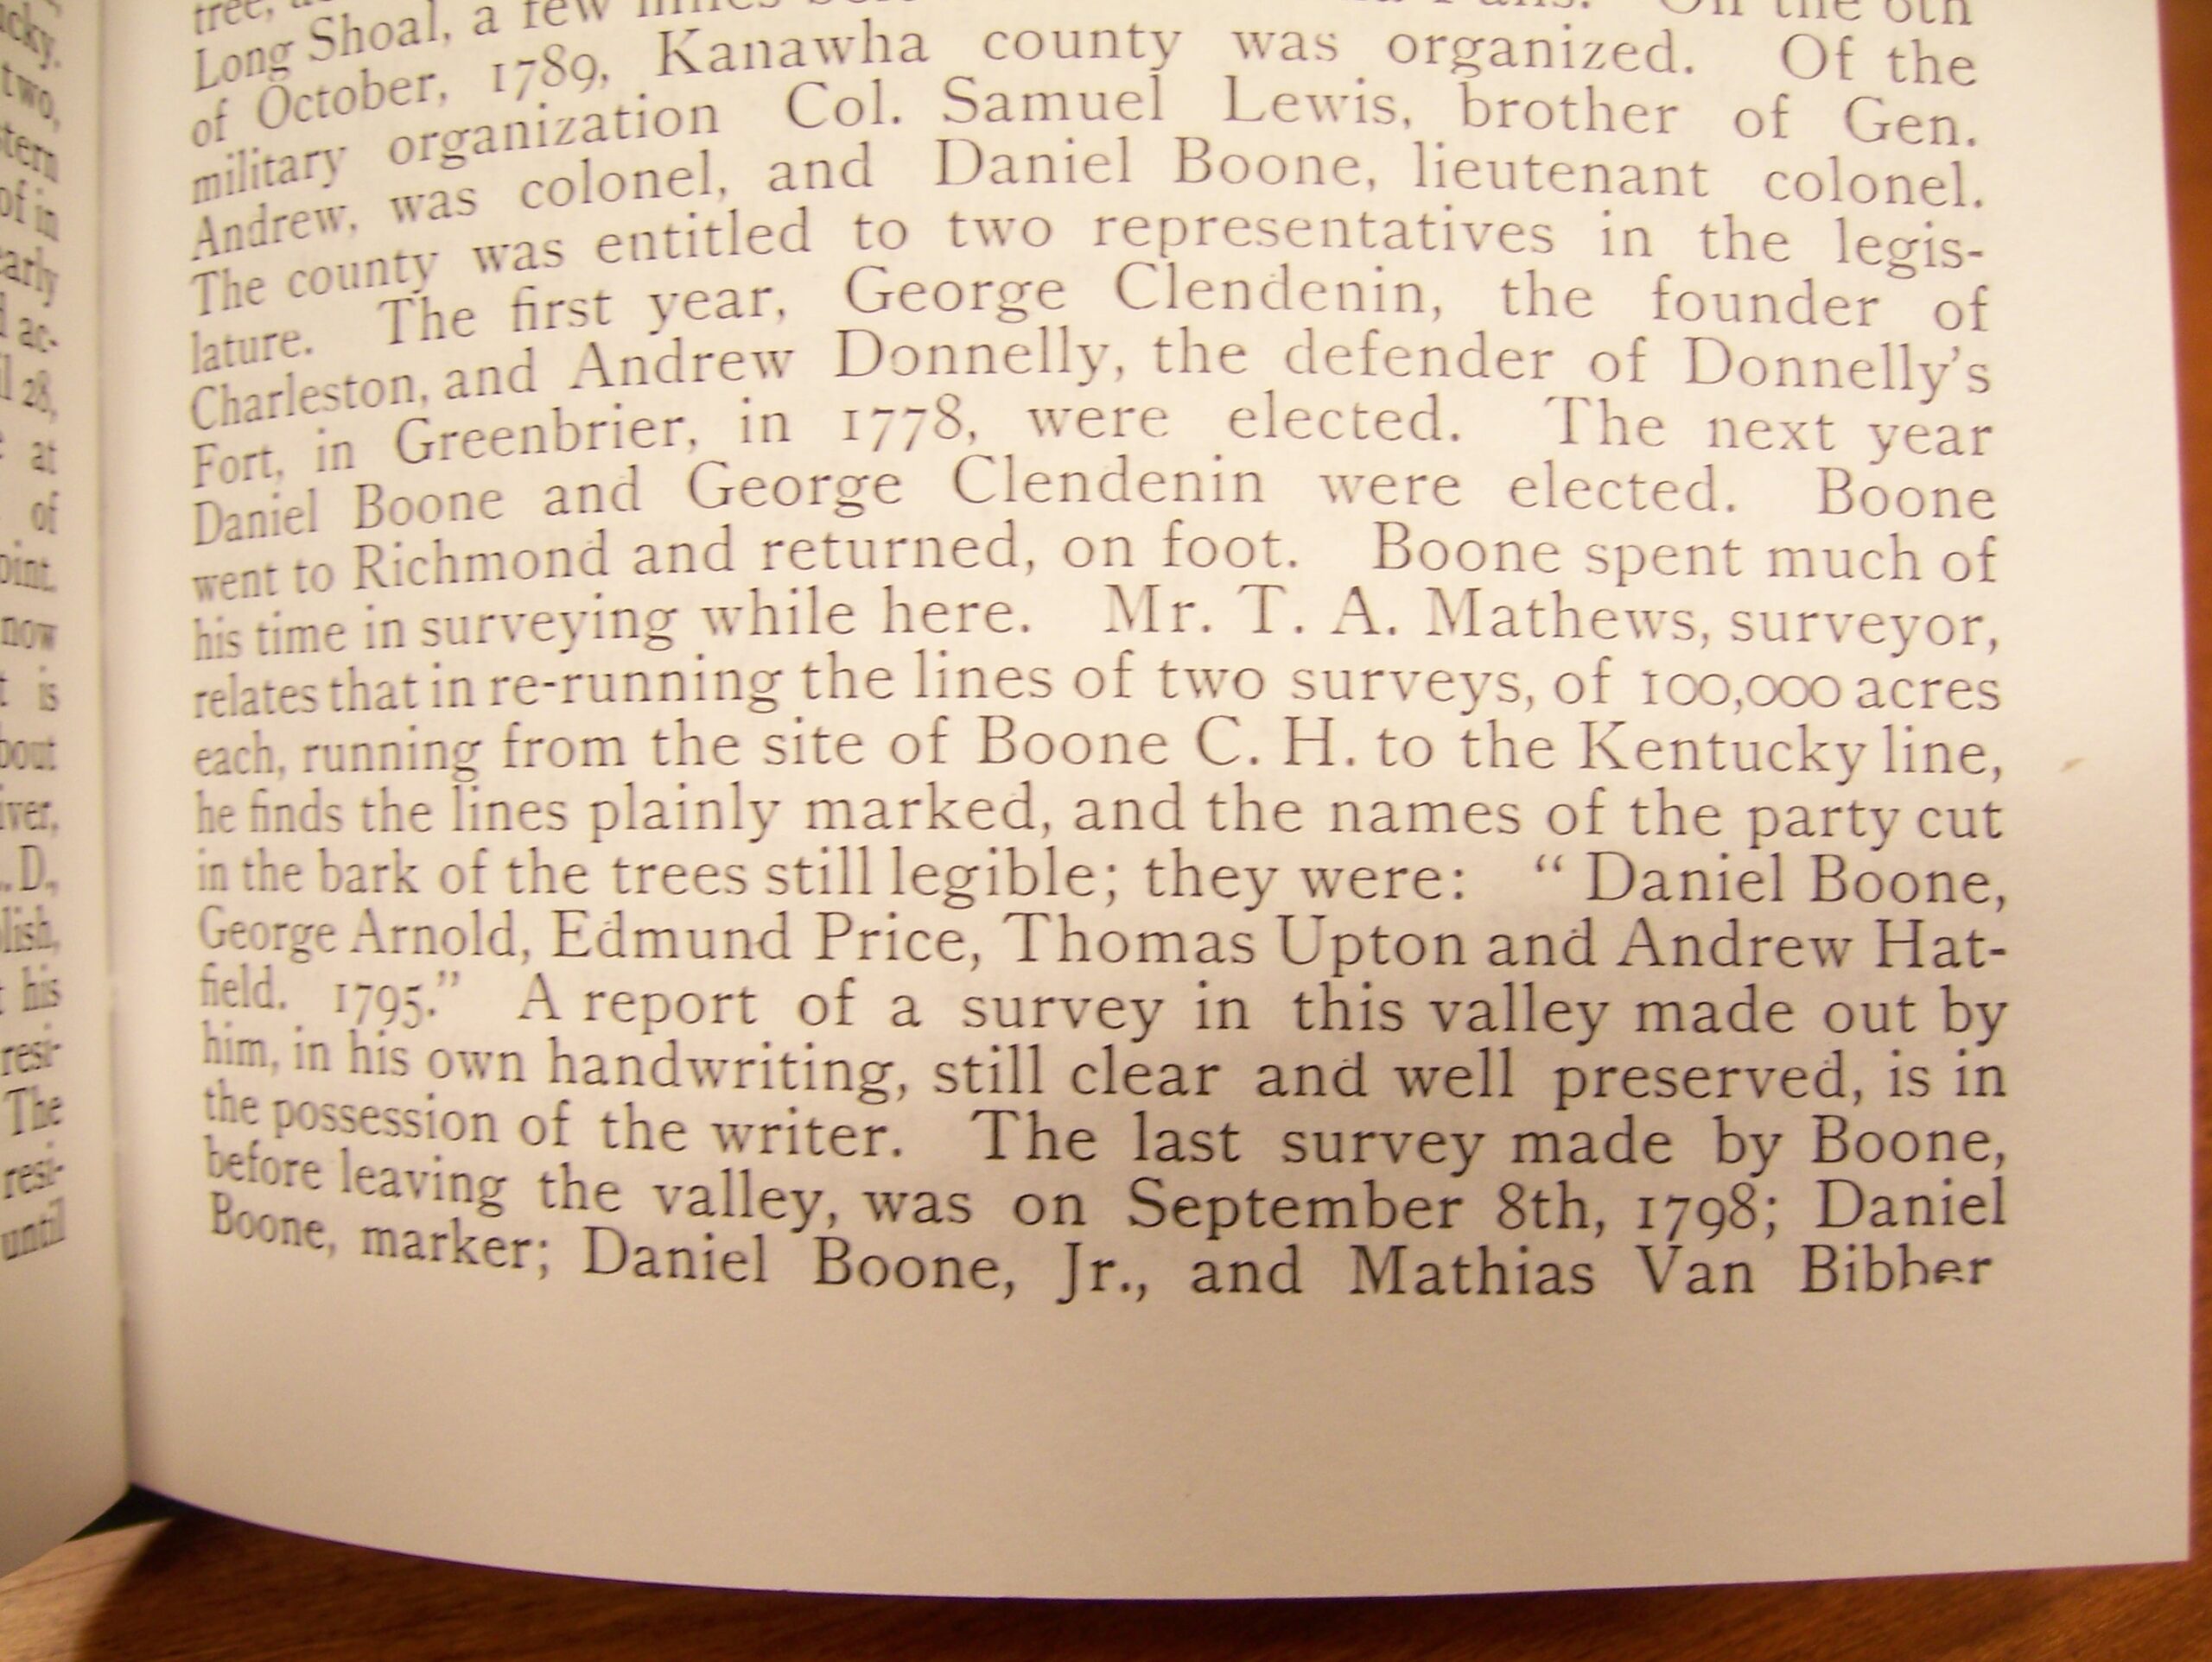 tree,
Long Shoal, a few miles On the 6th
of October, 1789, Kanawha county was organized. Of the
military organization Col. Samuel Lewis, brother of Gen.
Andrew, was colonel, and Daniel Boone, lieutenant colonel.
The county was entitled to two representatives in the legis-
lature. The first year, George Clendenin, the founder of
Charleston, and Andrew Donnelly, the defender of Donnelly's
Fort, in Greenbrier, in 1778, were elected. The next year
Daniel Boone and George Clendenin were elected. Boone
went to Richmond and returned, on foot. Boone spent much of
his time in surveying while here. Mr. T. A. Mathews, surveyor,
relates that in re-running the lines of two surveys, of 100,000 acres
each, running from the site of Boone C. H. to the Kentucky line,
he finds the lines plainly marked, and the names of the party cut
in the bark of the trees still legible; they were: “ Daniel Boone,
George Arnold, Edmund Price, Thomas Upton and Andrew Hat-
field. 1795.” A report of a survey in this valley made out by
him, in his own handwriting, still clear and well preserved, is in
the possession of the writer. The last survey made by Boone,
before leaving the valley, was on September 8th, 1798; Daniel
Boone, marker; Daniel Boone, Jr., and Mathias Van Bibber